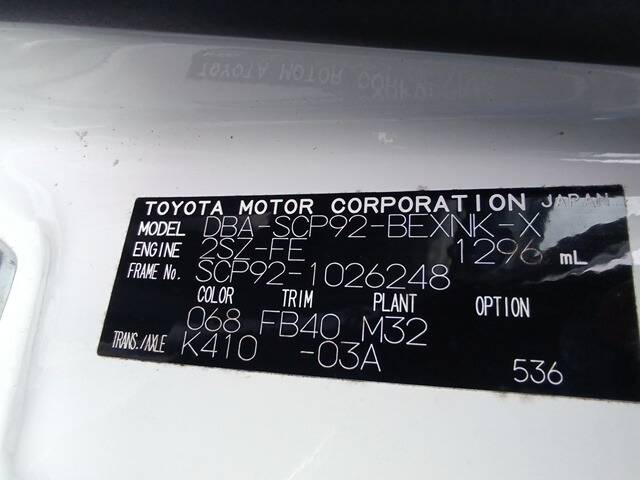 TOYOTA MOTOR CORPORATION JAPAN
MODEL DBA-SCP92-BEXNK-X
ENGINE 2SZ-FE 1296 mL
FRAME No. SCP92-1026248
COLOR TRIM PLANT OPTION
068 FB40 M32
TRANS./AXLE K410 -03A
536